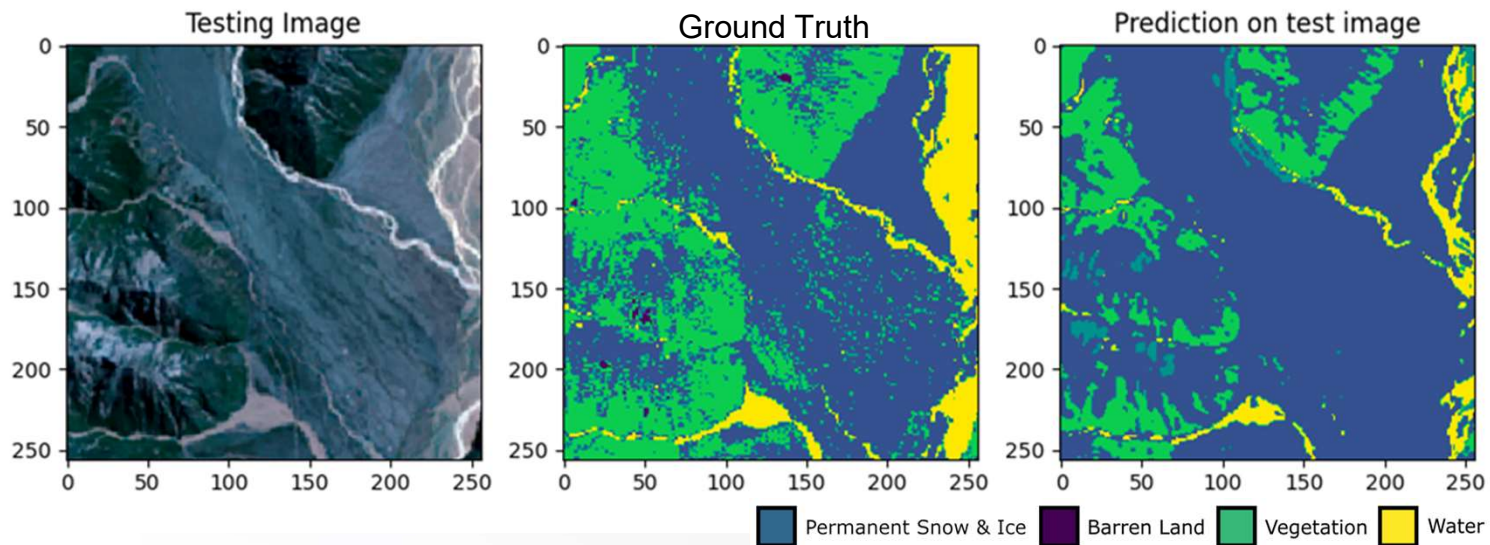 Testing Image
Ground Truth
Prediction on test image
0
50
100
150
200
250
0 50 100 150 200 250
0
50
100
150
200
250
0 50 100 150 200 250
0
50
100
150
200
250
0 50 100 150 200 250
Permanent Snow & Ice Barren Land Vegetation Water